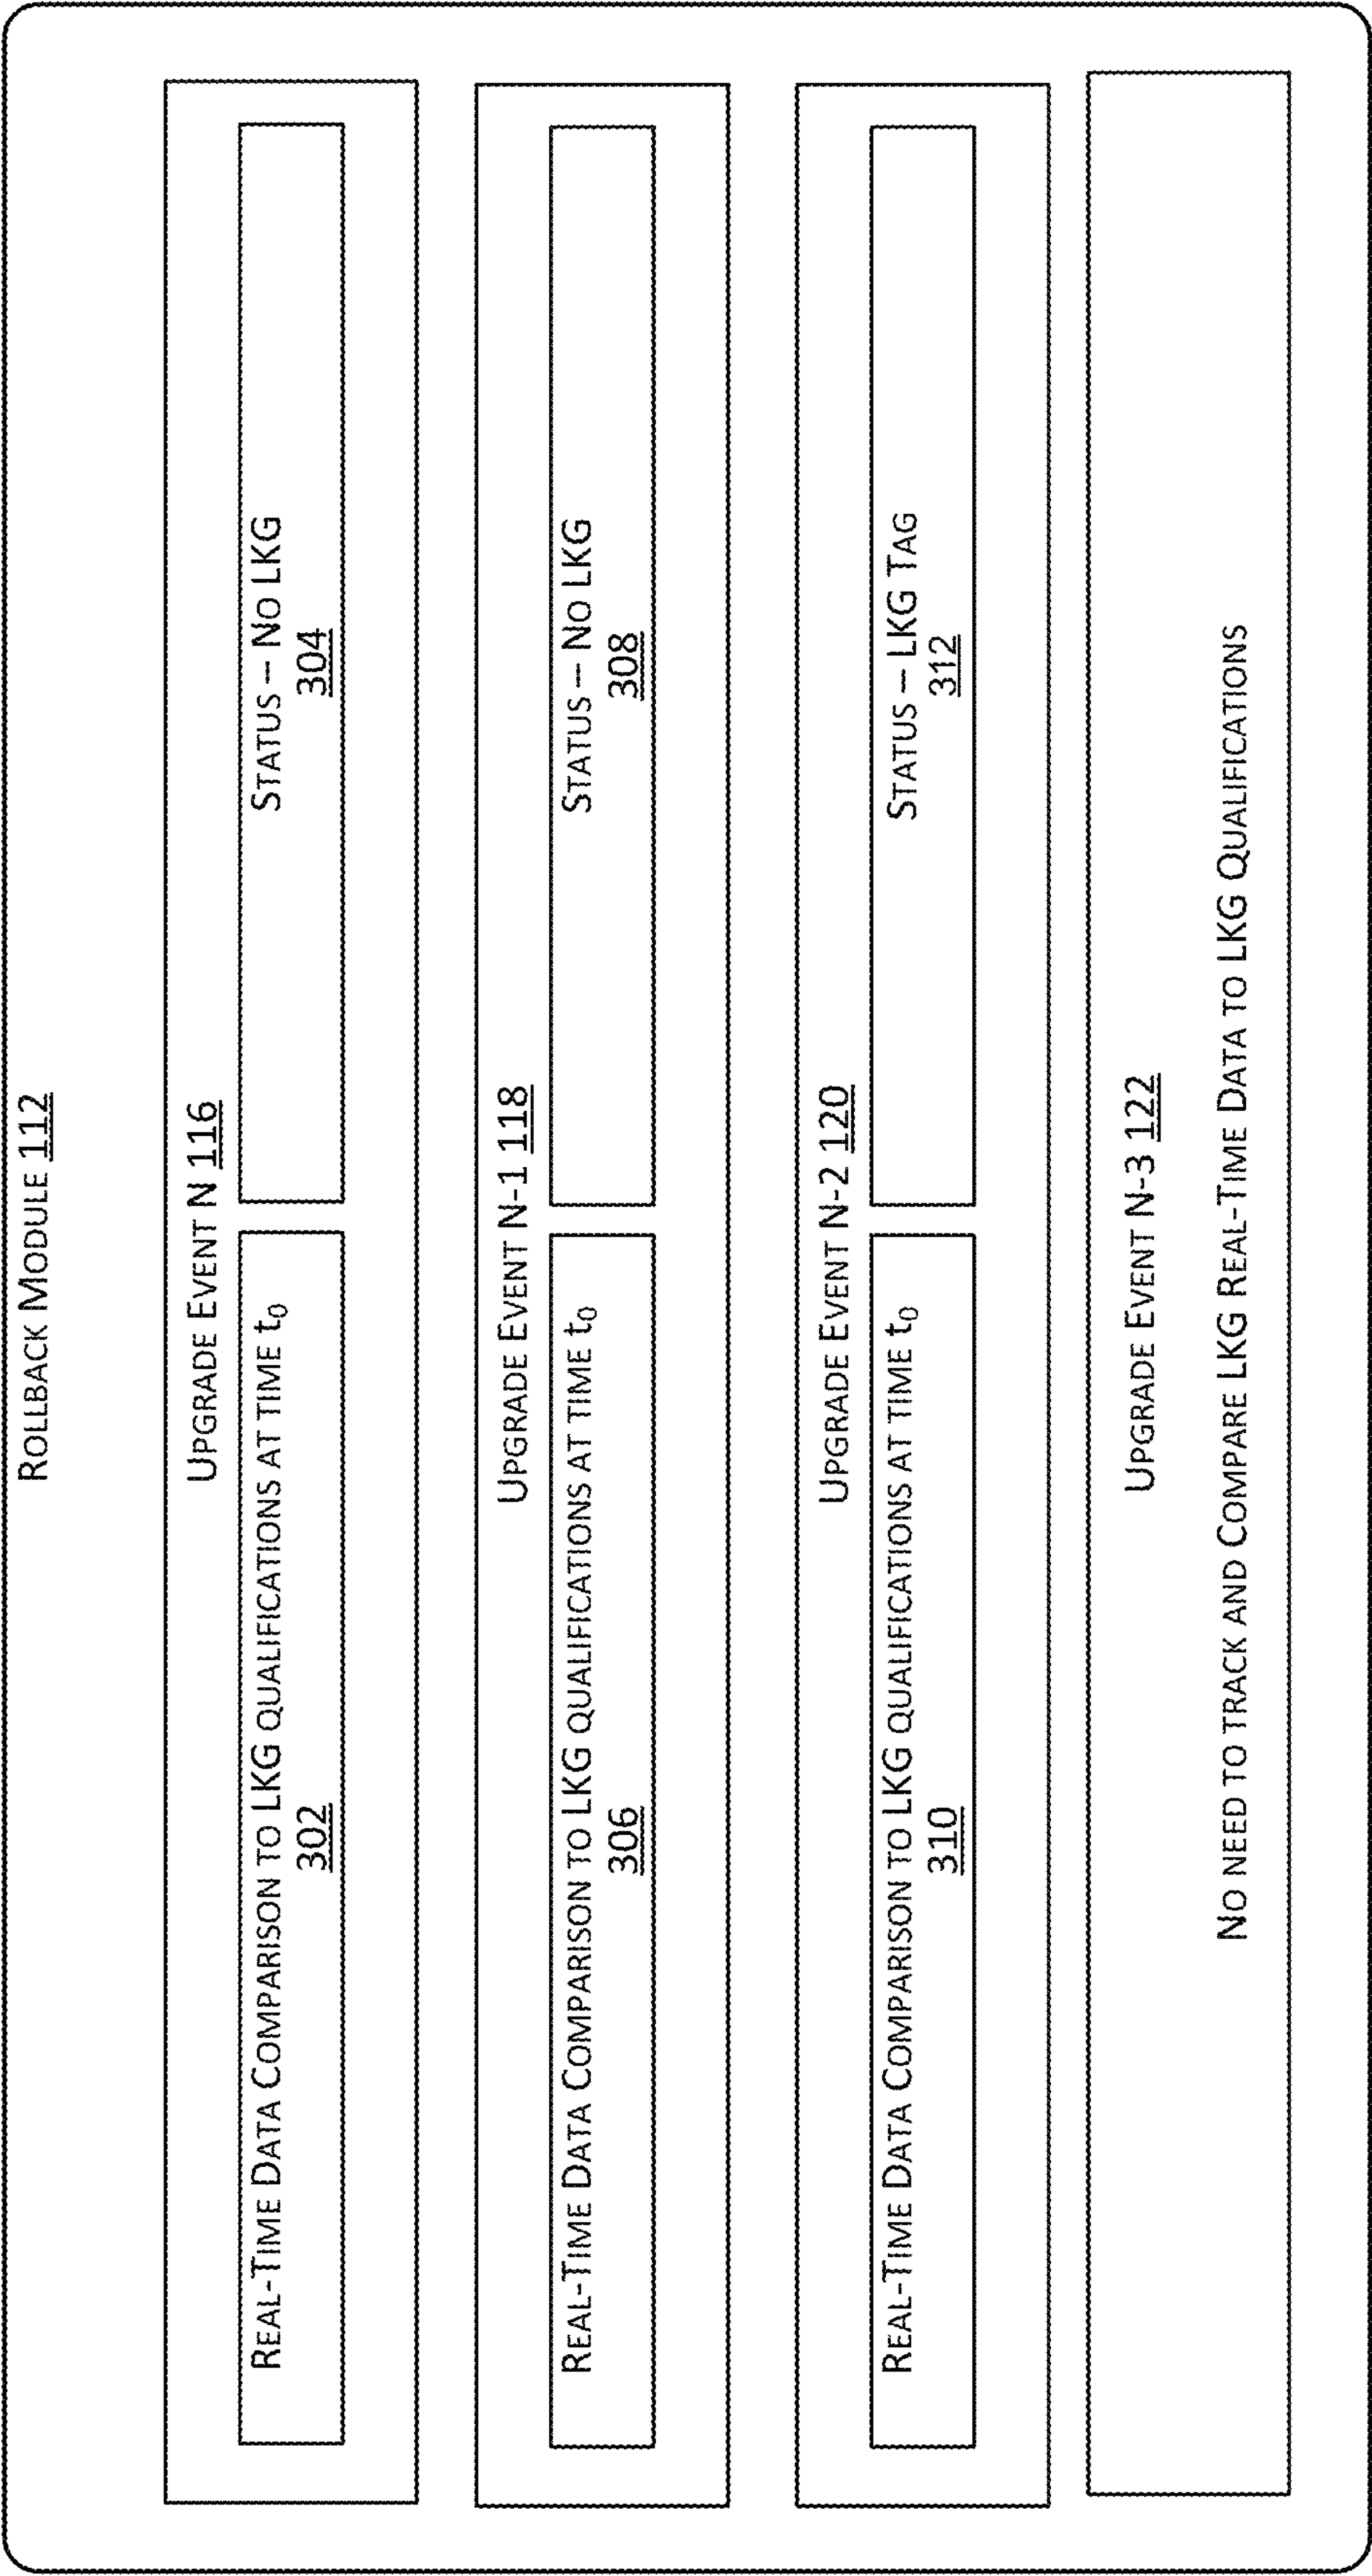 Rollback Module 112
Upgrade Event N 116
Real-Time Data Comparison to LKG qualifications at time t₀
302
Status – No LKG
304
Upgrade Event N-1 118
Real-Time Data Comparison to LKG qualifications at time t₀
306
Status – No LKG
308
Upgrade Event N-2 120
Real-Time Data Comparison to LKG qualifications at time t₀
310
Status – LKG Tag
312
Upgrade Event N-3 122
No need to track and Compare LKG Real-Time Data to LKG Qualifications